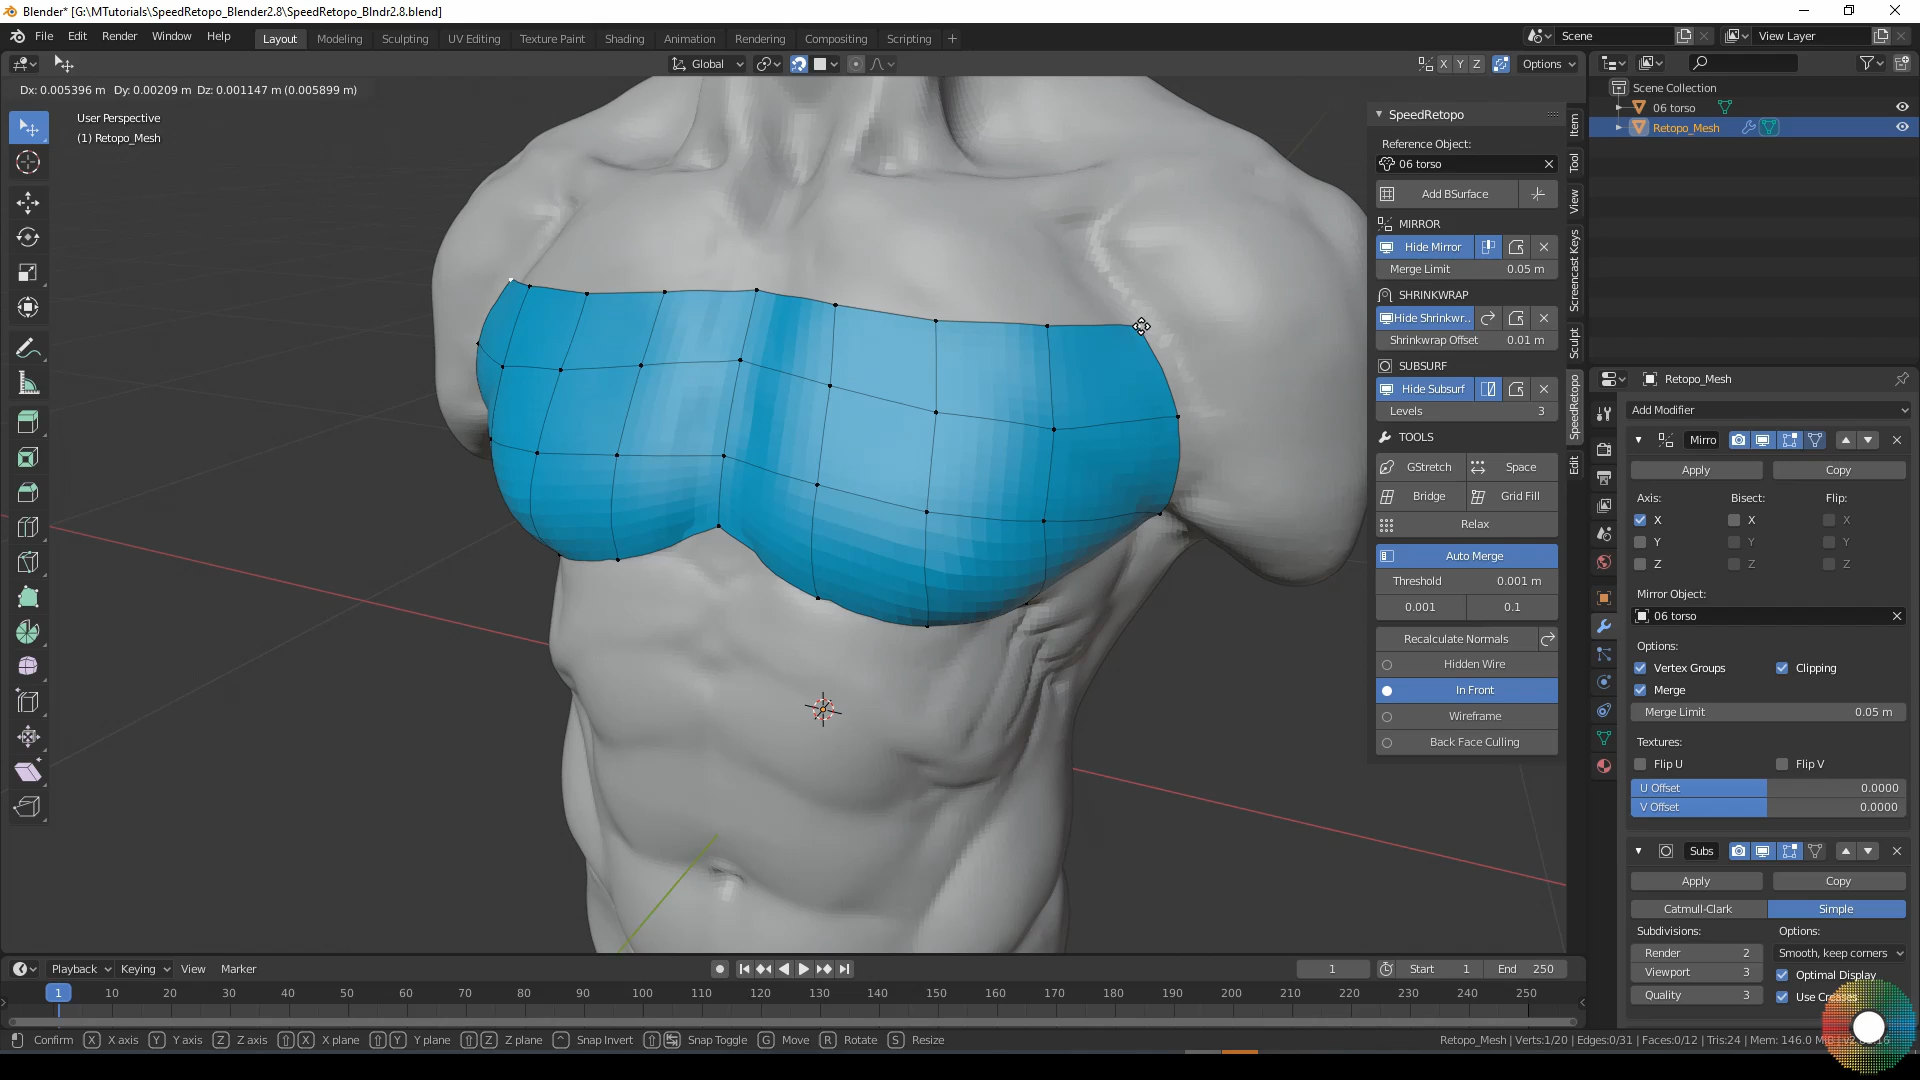 Blender* [G:\MTutorials\SpeedRetopo_Blender2.8\SpeedRetopo_Blndr2.8.blend]
File Edit Render Window Help Layout Modeling Sculpting UV Editing Texture Paint Shading Animation Rendering Compositing Scripting + Scene View Layer
Global X Y Z Options
Dx: 0.005396 m Dy: 0.00209 m Dz: 0.001147 m (0.005899 m)
User Perspective
(1) Retopo_Mesh
SpeedRetopo
Reference Object:
06 torso
Add BSurface
MIRROR
Hide Mirror
Merge Limit 0.05 m
SHRINKWRAP
Hide Shrinkwr..
Shrinkwrap Offset 0.01 m
SUBSURF
Hide Subsurf
Levels 3
TOOLS
GStretch Space
Bridge Grid Fill
Relax
Auto Merge
Threshold 0.001 m
0.001 0.1
Recalculate Normals
Hidden Wire
In Front
Wireframe
Back Face Culling
Item
Tool
View
Screencast Keys
Sculpt
SpeedRetopo
Edit
Scene Collection
06 torso
Retopo_Mesh
Retopo_Mesh
Add Modifier
Mirro
Apply Copy
Axis: Bisect: Flip:
X X X
Y Y Y
Z Z Z
Mirror Object:
06 torso
Options:
Vertex Groups Clipping
Merge
Merge Limit 0.05 m
Textures:
Flip U Flip V
U Offset 0.0000
V Offset 0.0000
Subs
Apply Copy
Catmull-Clark Simple
Subdivisions: Options:
Render 2 Smooth, keep corners
Viewport 3 Optimal Display
Quality 3 Use Creases
Playback Keying View Marker 1 Start 1 End 250
1 10 20 30 40 50 60 70 80 90 100 110 120 130 140 150 160 170 180 190 200 210 220 230 240 250
Confirm X X axis Y Y axis Z Z axis X X plane Y Y plane Z Z plane Snap Invert Snap Toggle G Move R Rotate S Resize
Retopo_Mesh | Verts:1/20 | Edges:0/31 | Faces:0/12 | Tris:24 | Mem: 146.0